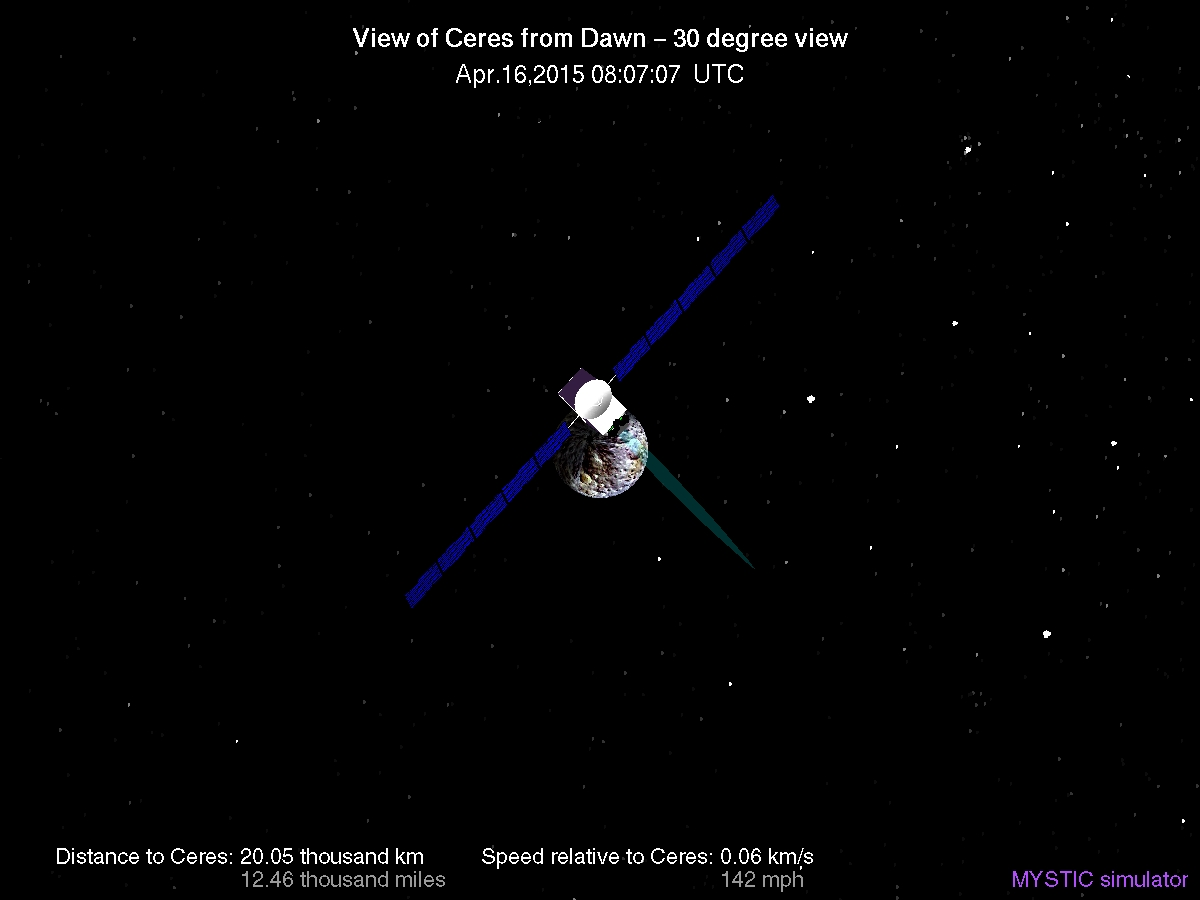 View of Ceres from Dawn – 30 degree view
Apr.16,2015 08:07:07 UTC
Distance to Ceres: 20.05 thousand km
12.46 thousand miles
Speed relative to Ceres: 0.06 km/s
142 mph
MYSTIC simulator